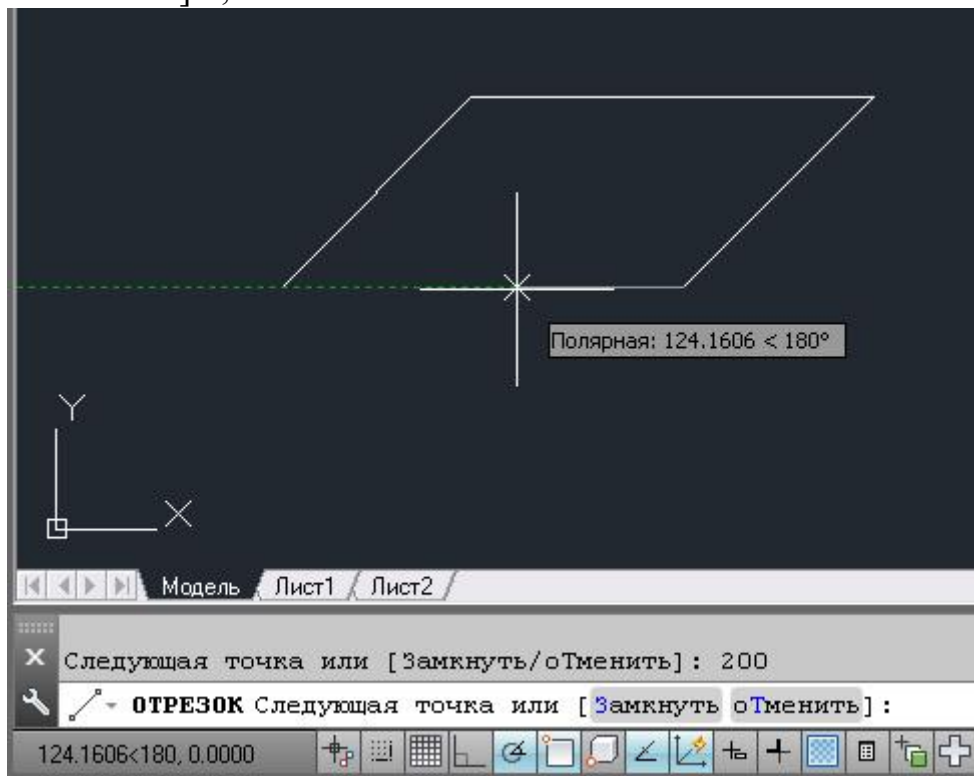 Полярная: 124.1606 < 180°
Y
X
Модель Лист1 Лист2
Следующая точка или [Замкнуть/оТменить]: 200
ОТРЕЗОК Следующая точка или [Замкнуть оТменить]:
124.1606<180, 0.0000